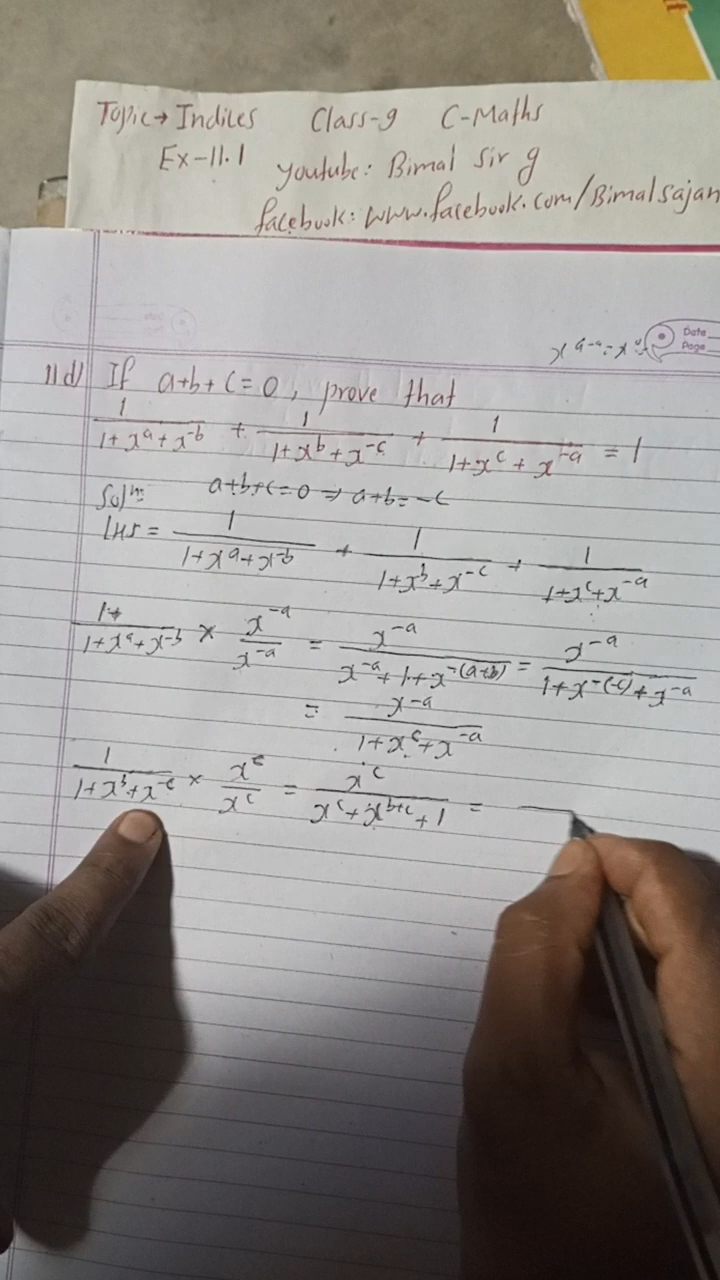 Topic→ Indices Class-9 C-Maths
Ex-11.1 youtube: Bimal Sir g
facebook: www.facebook.com/Bimalsajan
Date
Page
11 d) If a+b+c=0, prove that
1/(1+x^a+x^-b) + 1/(1+x^b+x^-c) + 1/(1+x^c+x^-a) = 1
Solⁿ: a+b+c=0 ⇒ a+b=-c
LHS = 1/(1+x^a+x^-b) + 1/(1+x^b+x^-c) + 1/(1+x^c+x^-a)
1/(1+x^a+x^-b) × x^-a/x^-a = x^-a/(x^-a+1+x^-(a+b)) = x^-a/(1+x^-(-c)+x^-a)
= x^-a/(1+x^c+x^-a)
1/(1+x^b+x^-c) × x^c/x^c = x^c/(x^c+x^b+c+1) =